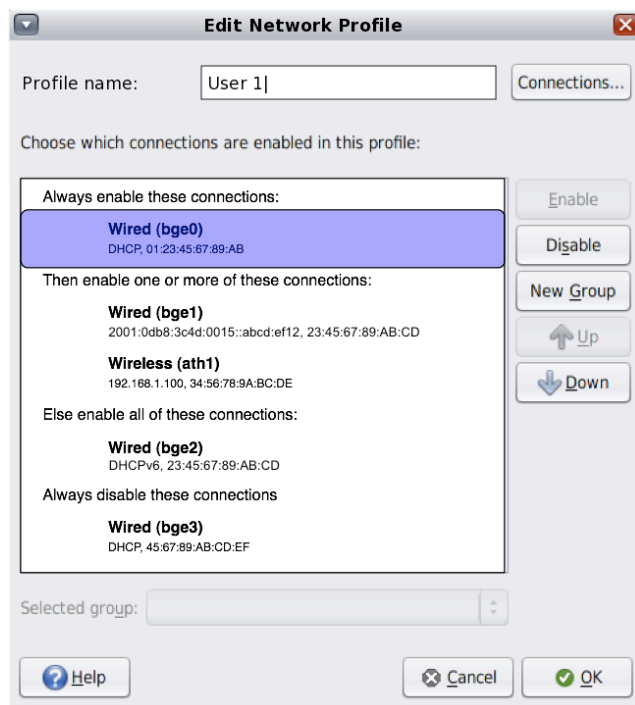 Edit Network Profile
Profile name: User 1 Connections...
Choose which connections are enabled in this profile:
Always enable these connections:
Wired (bge0)
DHCP, 01:23:45:67:89:AB
Then enable one or more of these connections:
Wired (bge1)
2001:0db8:3c4d:0015::abcd:ef12, 23:45:67:89:AB:CD
Wireless (ath1)
192.168.1.100, 34:56:78:9A:BC:DE
Else enable all of these connections:
Wired (bge2)
DHCPv6, 23:45:67:89:AB:CD
Always disable these connections
Wired (bge3)
DHCP, 45:67:89:AB:CD:EF
Enable
Disable
New Group
Up
Down
Selected group:
Help Cancel OK